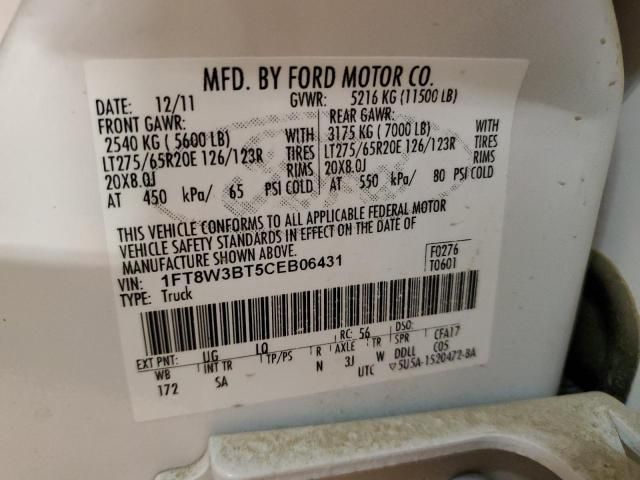 MFD. BY FORD MOTOR CO.
DATE: 12/11 GVWR: 5216 KG (11500 LB)
FRONT GAWR: REAR GAWR:
2540 KG ( 5600 LB) WITH 3175 KG ( 7000 LB) WITH
LT275/65R20E 126/123R TIRES LT275/65R20E 126/123R TIRES
20X8.0J RIMS 20X8.0J RIMS
AT 450 kPa/ 65 PSI COLD AT 550 kPa/ 80 PSI COLD
THIS VEHICLE CONFORMS TO ALL APPLICABLE FEDERAL MOTOR
VEHICLE SAFETY STANDARDS IN EFFECT ON THE DATE OF
MANUFACTURE SHOWN ABOVE.
F0276
VIN: 1FT8W3BT5CEB06431
T0601
TYPE: Truck
EXT PNT: UG LQ RC: 56 DSO:
WB INT TR TP/PS R AXLE TR SPR CFA17
172 SA N 3J W DDLL C05
UTC 5U5A-1520472-BA